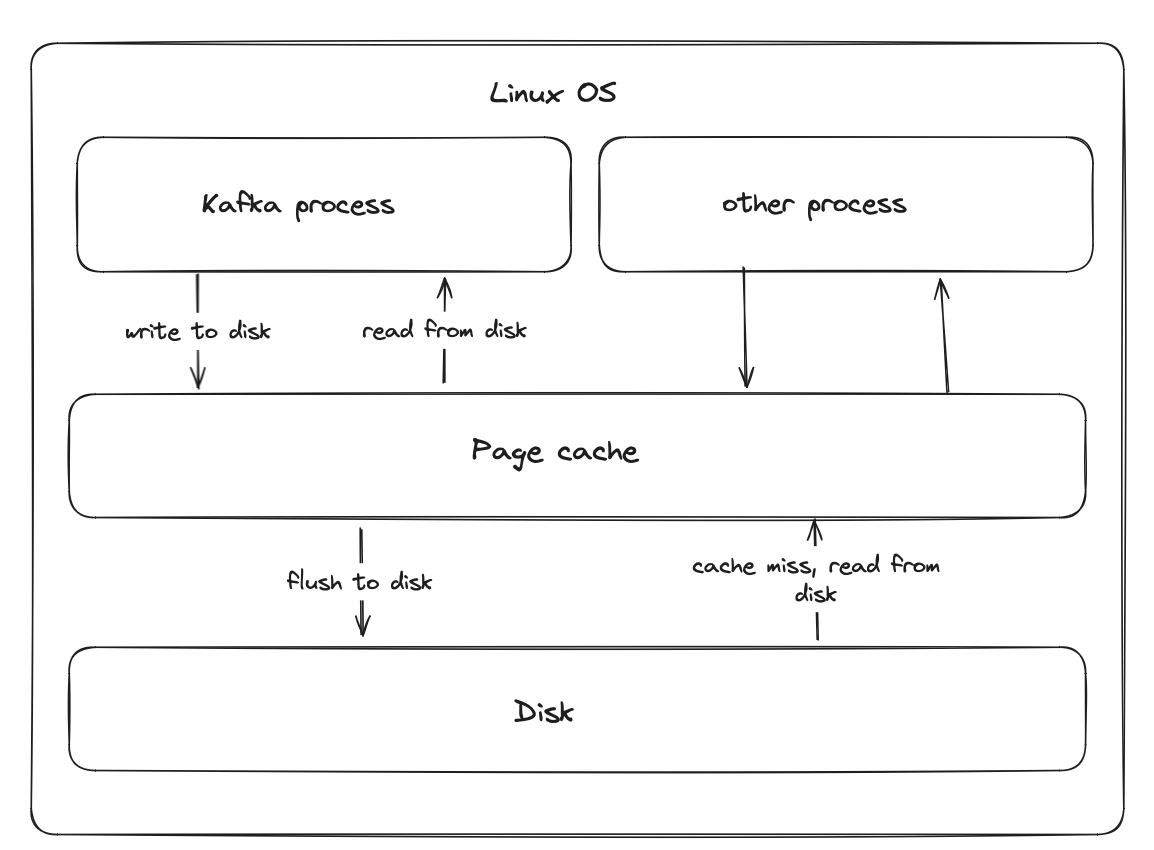 Linux OS
Kafka process
other process
write to disk
read from disk
Page cache
flush to disk
cache miss, read from
disk
Disk